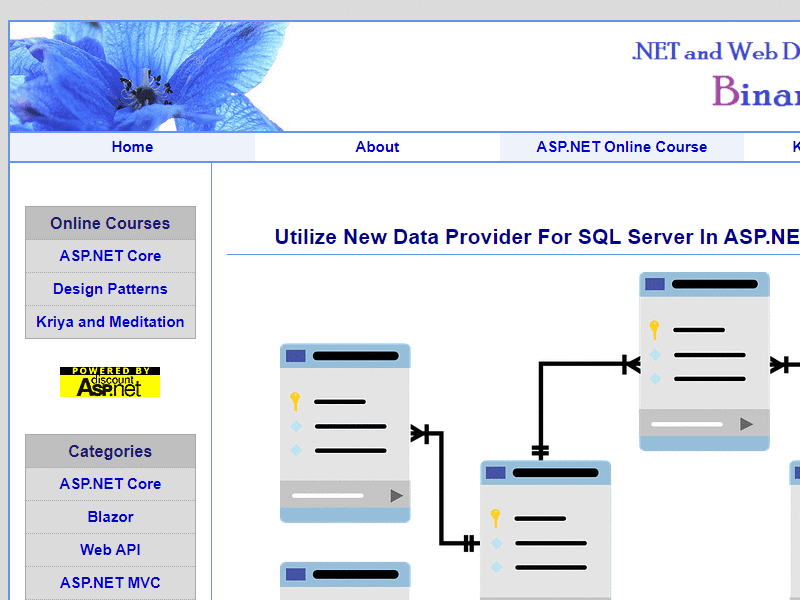 .NET and Web D
Binar
Home
About
ASP.NET Online Course
K
Online Courses
ASP.NET Core
Design Patterns
Kriya and Meditation
POWERED BY
discount
Asp.net
Categories
ASP.NET Core
Blazor
Web API
ASP.NET MVC
Utilize New Data Provider For SQL Server In ASP.NE